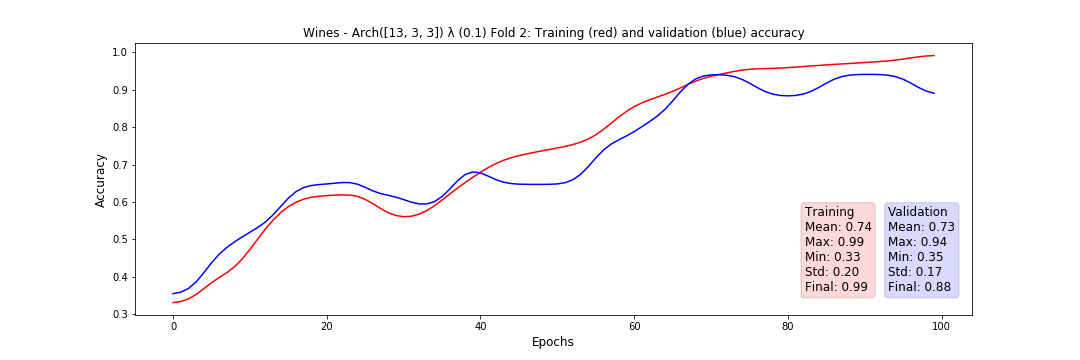 Wines - Arch([13, 3, 3]) λ (0.1) Fold 2: Training (red) and validation (blue) accuracy
1.0
0.9
0.8
0.7
0.6
0.5
0.4
0.3
Accuracy
Training
Mean: 0.74
Max: 0.99
Min: 0.33
Std: 0.20
Final: 0.99
Validation
Mean: 0.73
Max: 0.94
Min: 0.35
Std: 0.17
Final: 0.88
0
20
40
60
80
100
Epochs